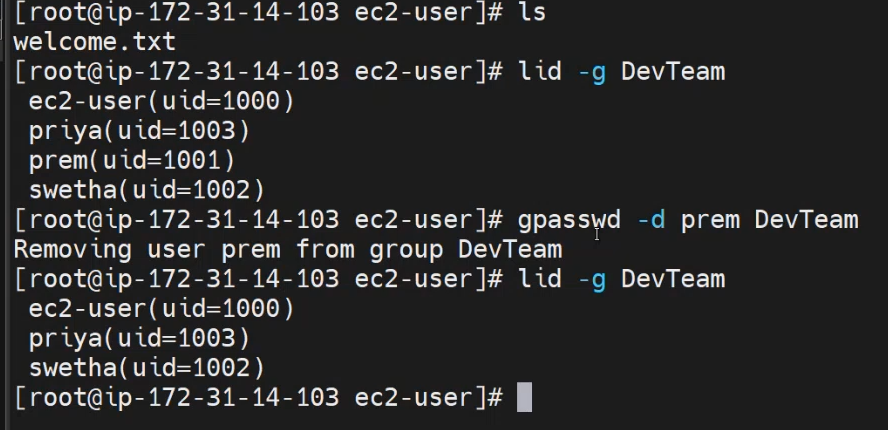 [root@ip-172-31-14-103 ec2-user]# ls
welcome.txt
[root@ip-172-31-14-103 ec2-user]# lid -g DevTeam
 ec2-user(uid=1000)
 priya(uid=1003)
 prem(uid=1001)
 swetha(uid=1002)
[root@ip-172-31-14-103 ec2-user]# gpasswd -d prem DevTeam
Removing user prem from group DevTeam
[root@ip-172-31-14-103 ec2-user]# lid -g DevTeam
 ec2-user(uid=1000)
 priya(uid=1003)
 swetha(uid=1002)
[root@ip-172-31-14-103 ec2-user]#